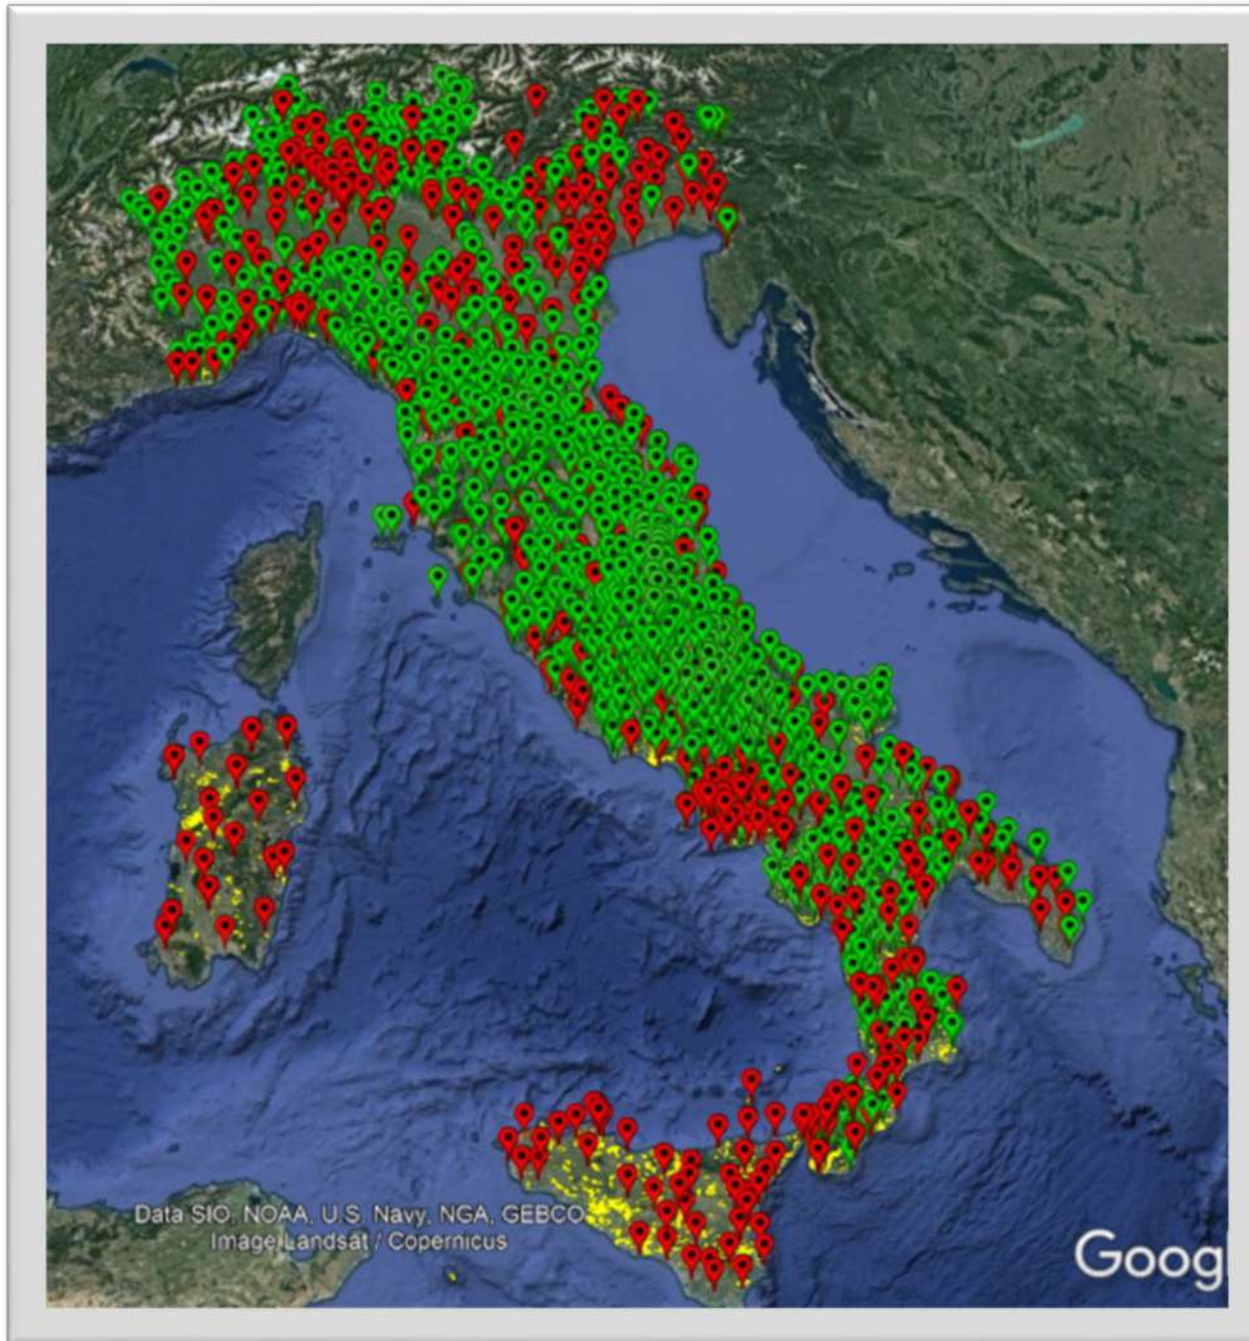 Data SIO, NOAA, U.S. Navy, NGA, GEBCO
Image Landsat / Copernicus
Goog